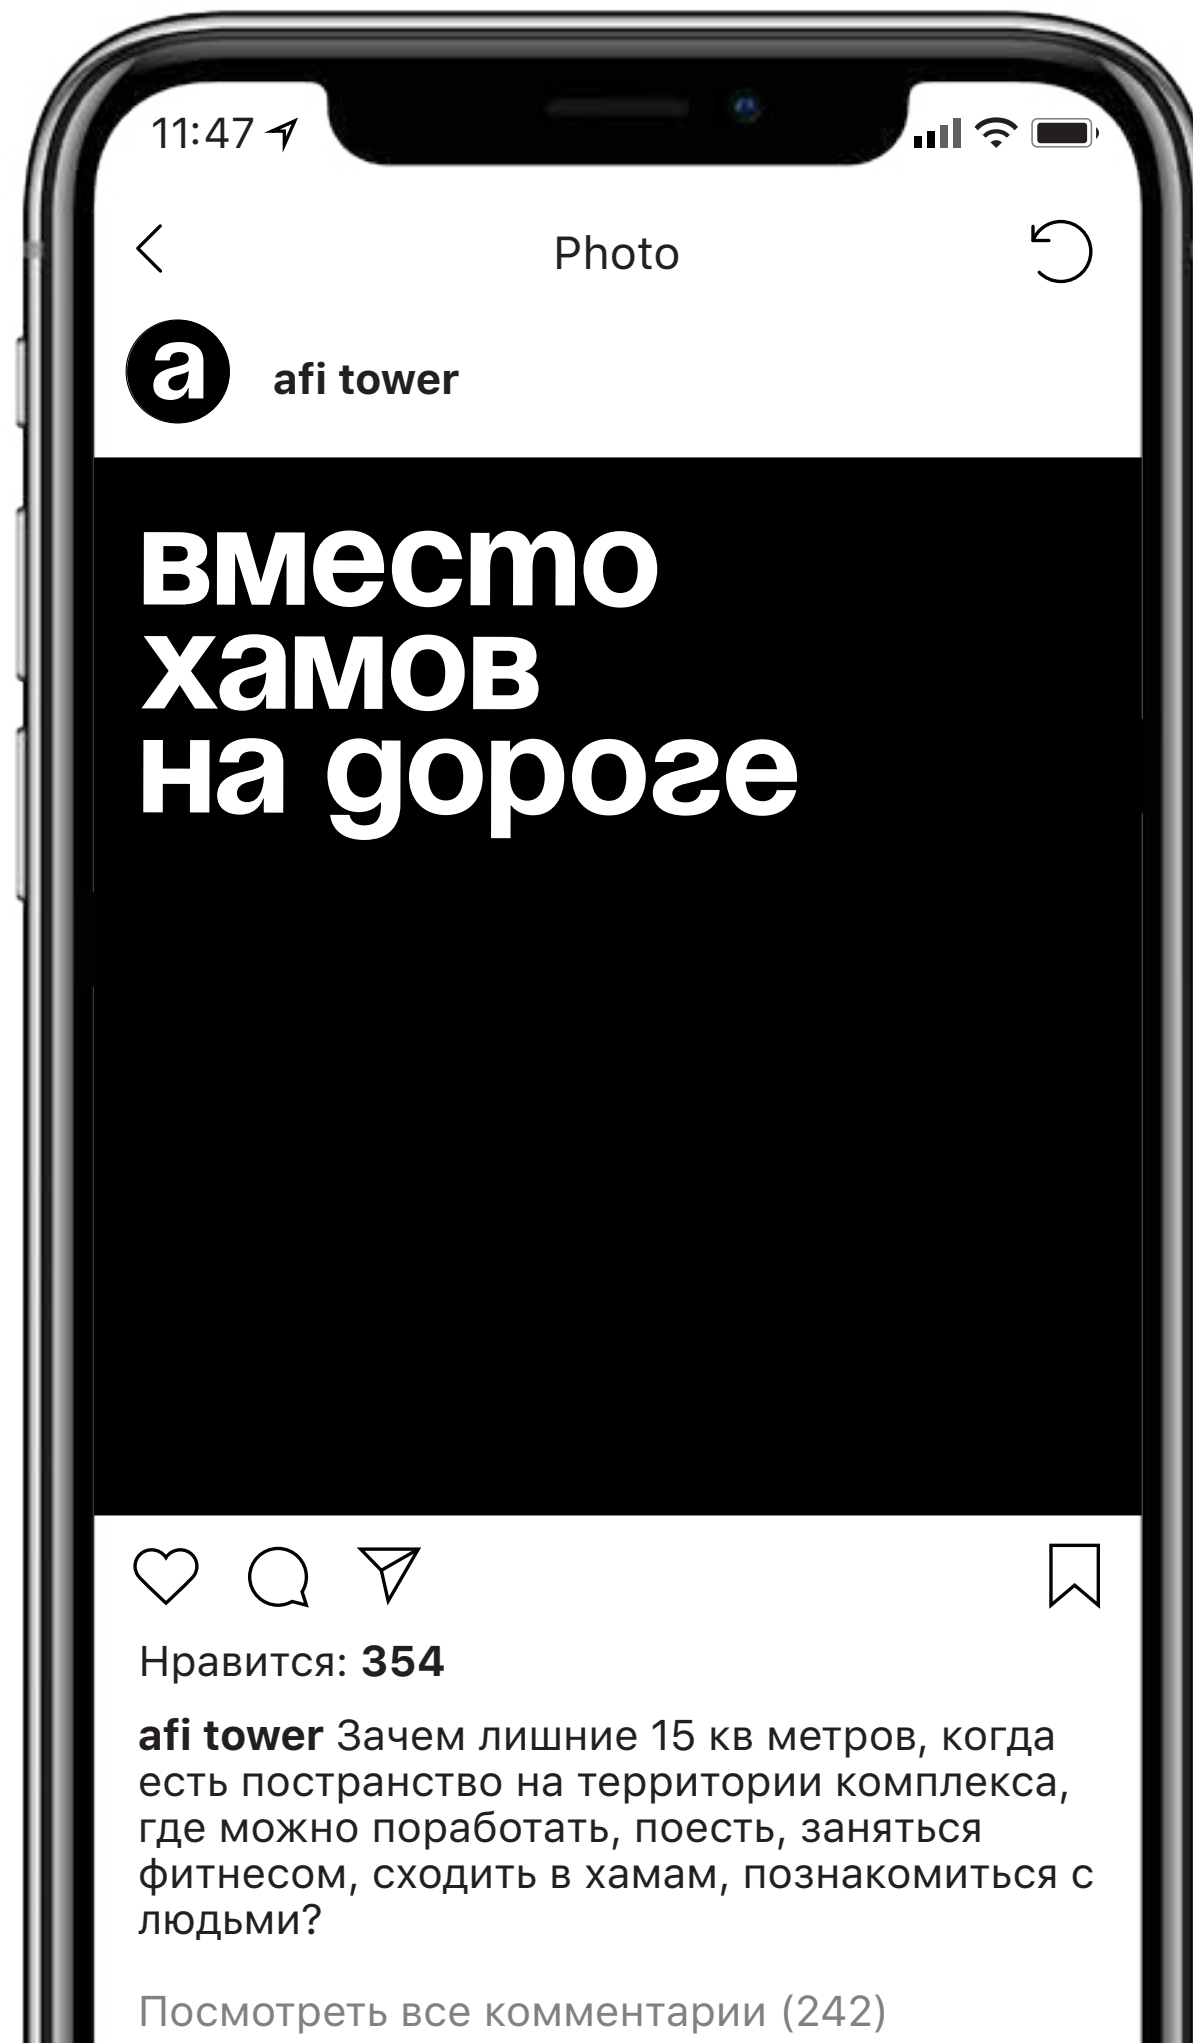 11:47
Photo
a
afi tower
вместо
хамов
на дороге
Нравится: 354
afi tower Зачем лишние 15 кв метров, когда
есть постранство на территории комплекса,
где можно поработать, поесть, заняться
фитнесом, сходить в хамам, познакомиться с
людьми?
Посмотреть все комментарии (242)